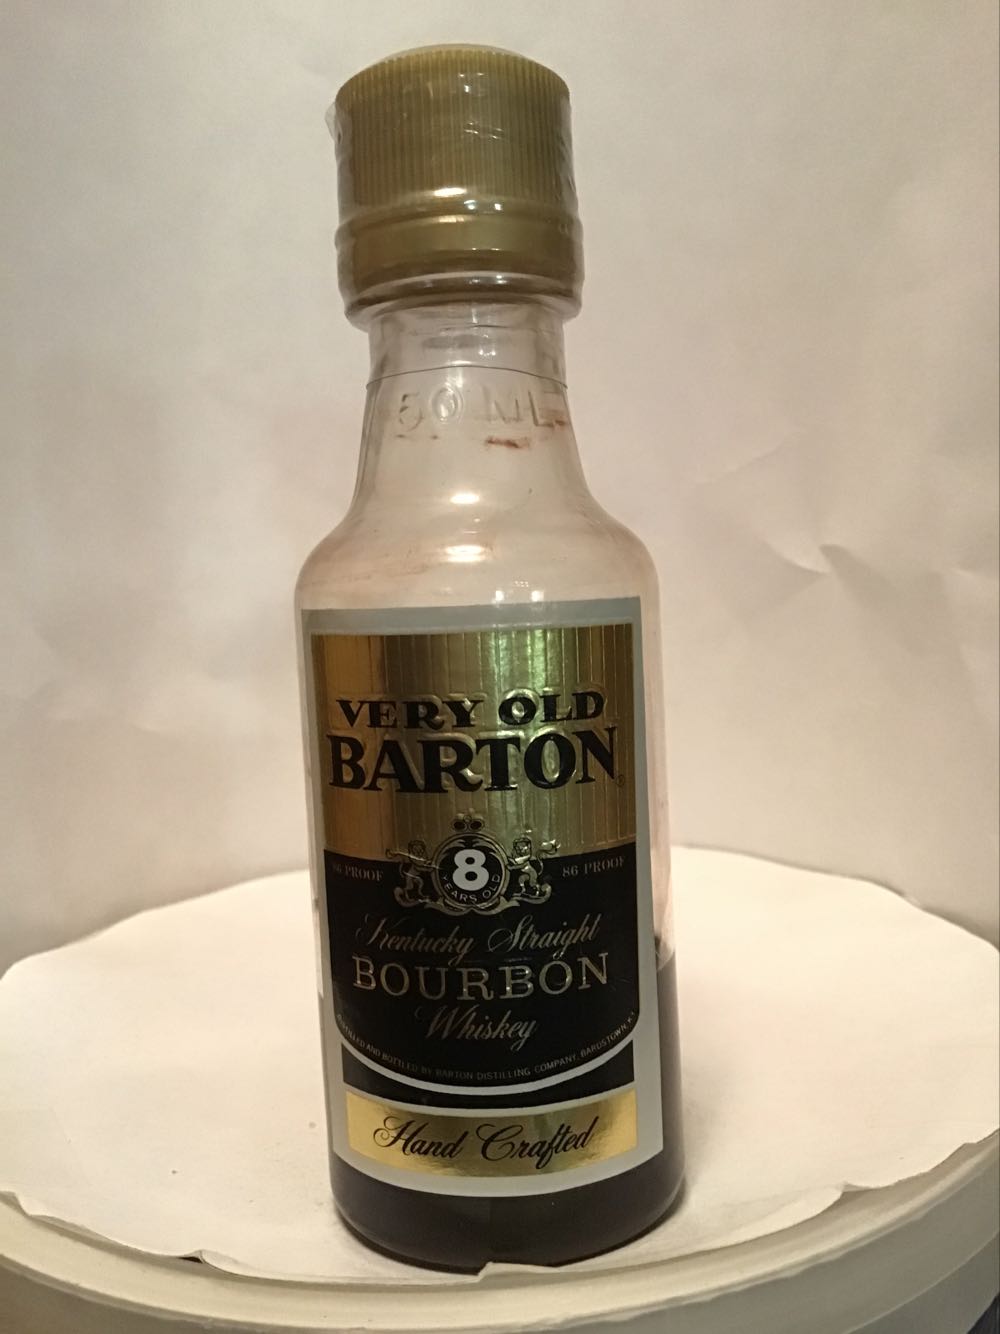 50 ML
VERY OLD
BARTON
86 PROOF 8 86 PROOF
YEARS OLD
Kentucky Straight
BOURBON
Whiskey
DISTILLED AND BOTTLED BY BARTON DISTILLING COMPANY, BARDSTOWN, KY.
Hand Crafted